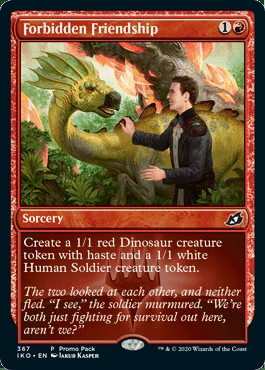 Forbidden Friendship 1
Sorcery
Create a 1/1 red Dinosaur creature
token with haste and a 1/1 white
Human Soldier creature token.
The two looked at each other, and neither
fled. “I see,” the soldier murmured. “We’re
both just fighting for survival out here,
aren’t we?”
367 P Promo Pack
IKO • EN Jakub Kasper ™ & © 2020 Wizards of the Coast